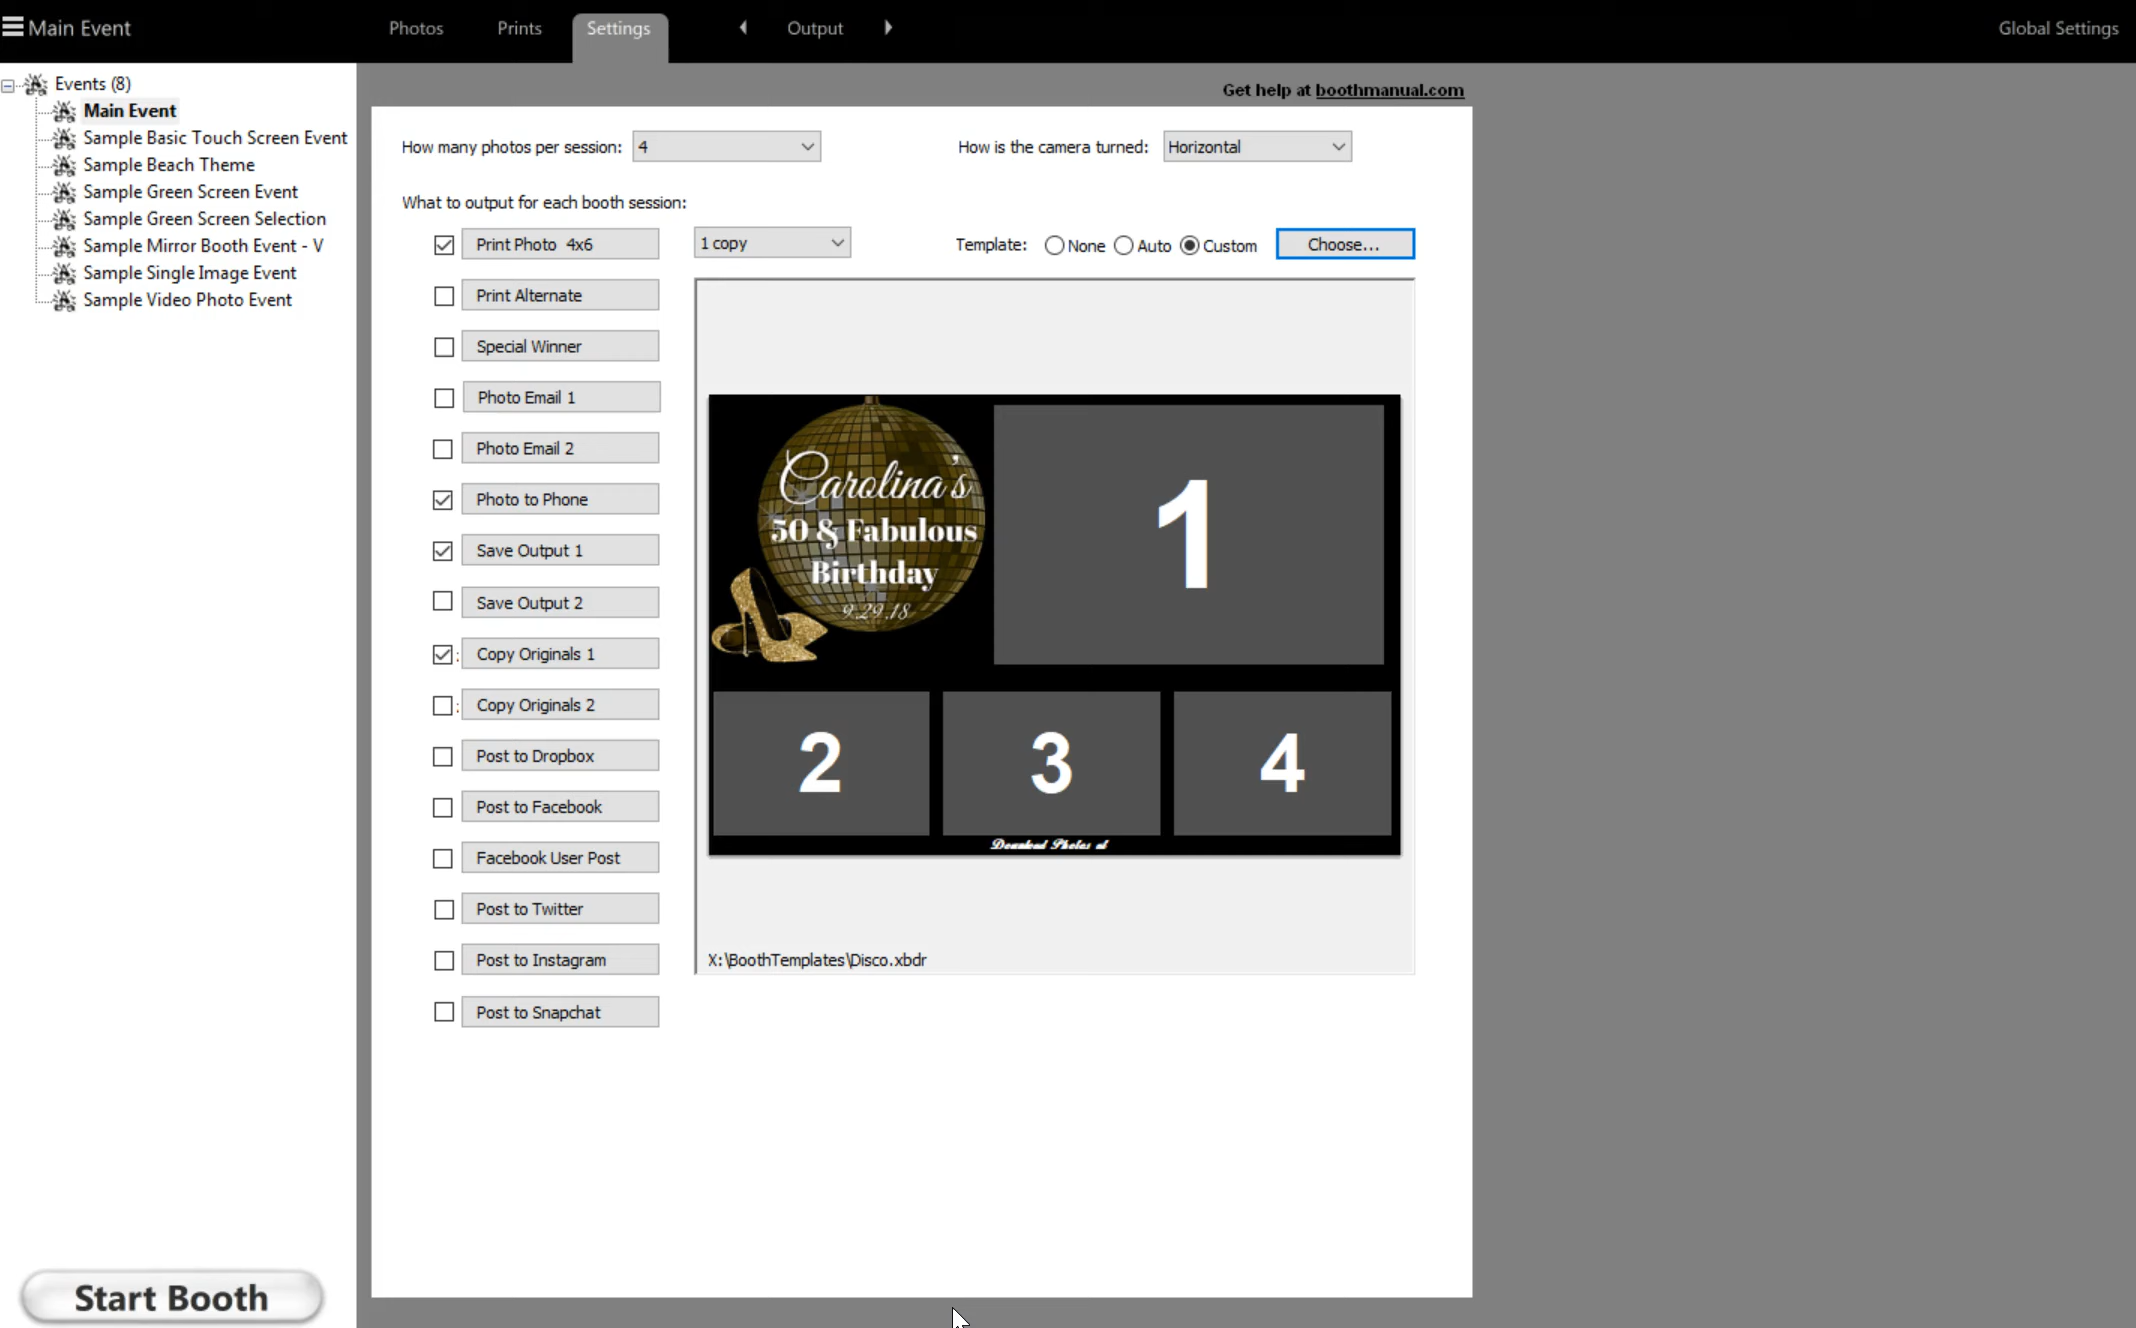 Main Event
Photos
Prints
Settings
Output
Global Settings
Events (8)
Main Event
Sample Basic Touch Screen Event
Sample Beach Theme
Sample Green Screen Event
Sample Green Screen Selection
Sample Mirror Booth Event - V
Sample Single Image Event
Sample Video Photo Event
Get help at boothmanual.com
How many photos per session: 4
How is the camera turned: Horizontal
What to output for each booth session:
Print Photo 4x6
1 copy
Template: None Auto Custom Choose...
Print Alternate
Special Winner
Photo Email 1
Photo Email 2
Photo to Phone
Save Output 1
Save Output 2
Copy Originals 1
Copy Originals 2
Post to Dropbox
Post to Facebook
Facebook User Post
Post to Twitter
Post to Instagram
Post to Snapchat
Carolina's
50 & Fabulous
Birthday
9.29.18
1
2 3 4
Download Photos at
X:\BoothTemplates\Disco.xbdr
Start Booth